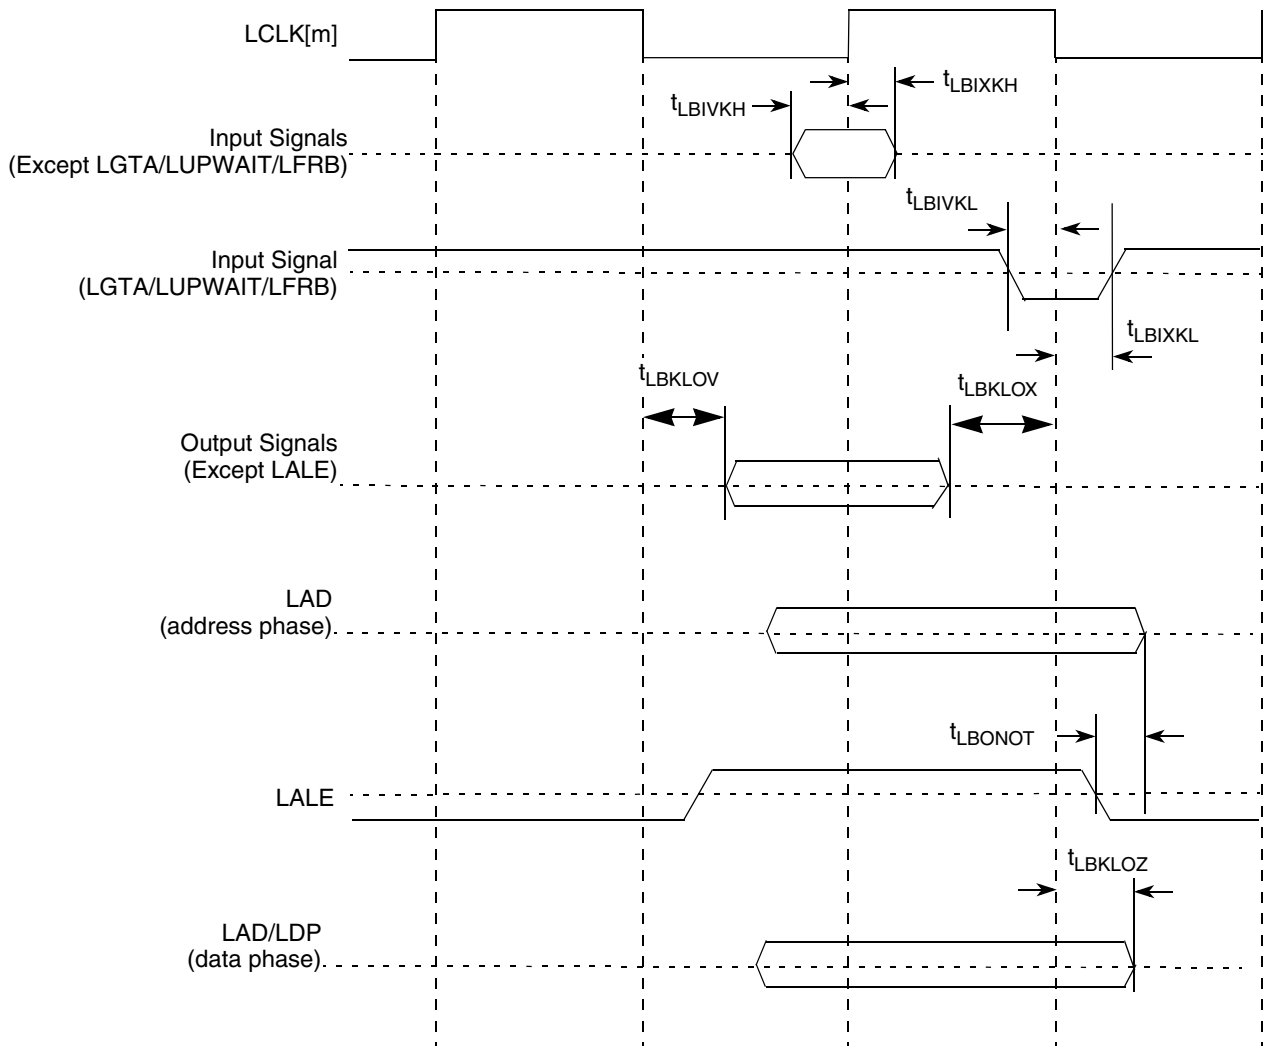 LCLK[m]
tLBIXKH
tLBIVKH
Input Signals
(Except LGTA/LUPWAIT/LFRB)
tLBIVKL
Input Signal
(LGTA/LUPWAIT/LFRB)
tLBIXKL
tLBKLOV
tLBKLOX
Output Signals
(Except LALE)
LAD
(address phase)
tLBONOT
LALE
tLBKLOZ
LAD/LDP
(data phase)